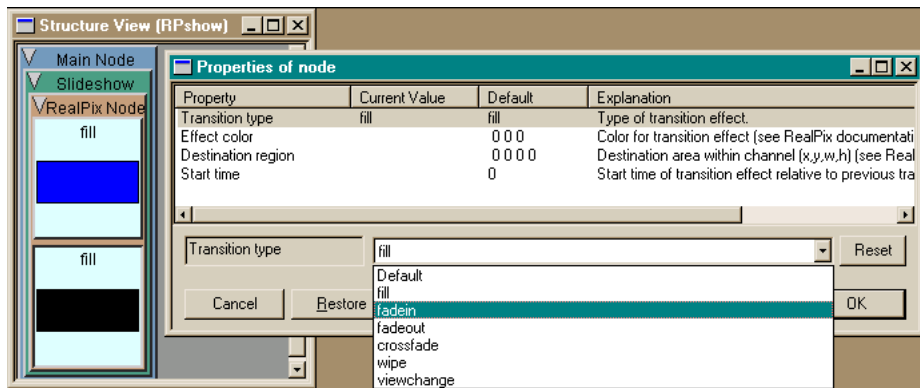 Structure View (RPshow)
Main Node
Slideshow
RealPix Node
fill
fill
Properties of node
Property Current Value Default Explanation
Transition type fill fill Type of transition effect.
Effect color 0 0 0 Color for transition effect (see RealPix documentati
Destination region 0 0 0 0 Destination area within channel (x,y,w,h) (see Real
Start time 0 Start time of transition effect relative to previous tra
Transition type fill Reset
Default
fill
fadein
fadeout
crossfade
wipe
viewchange
Cancel Restore OK